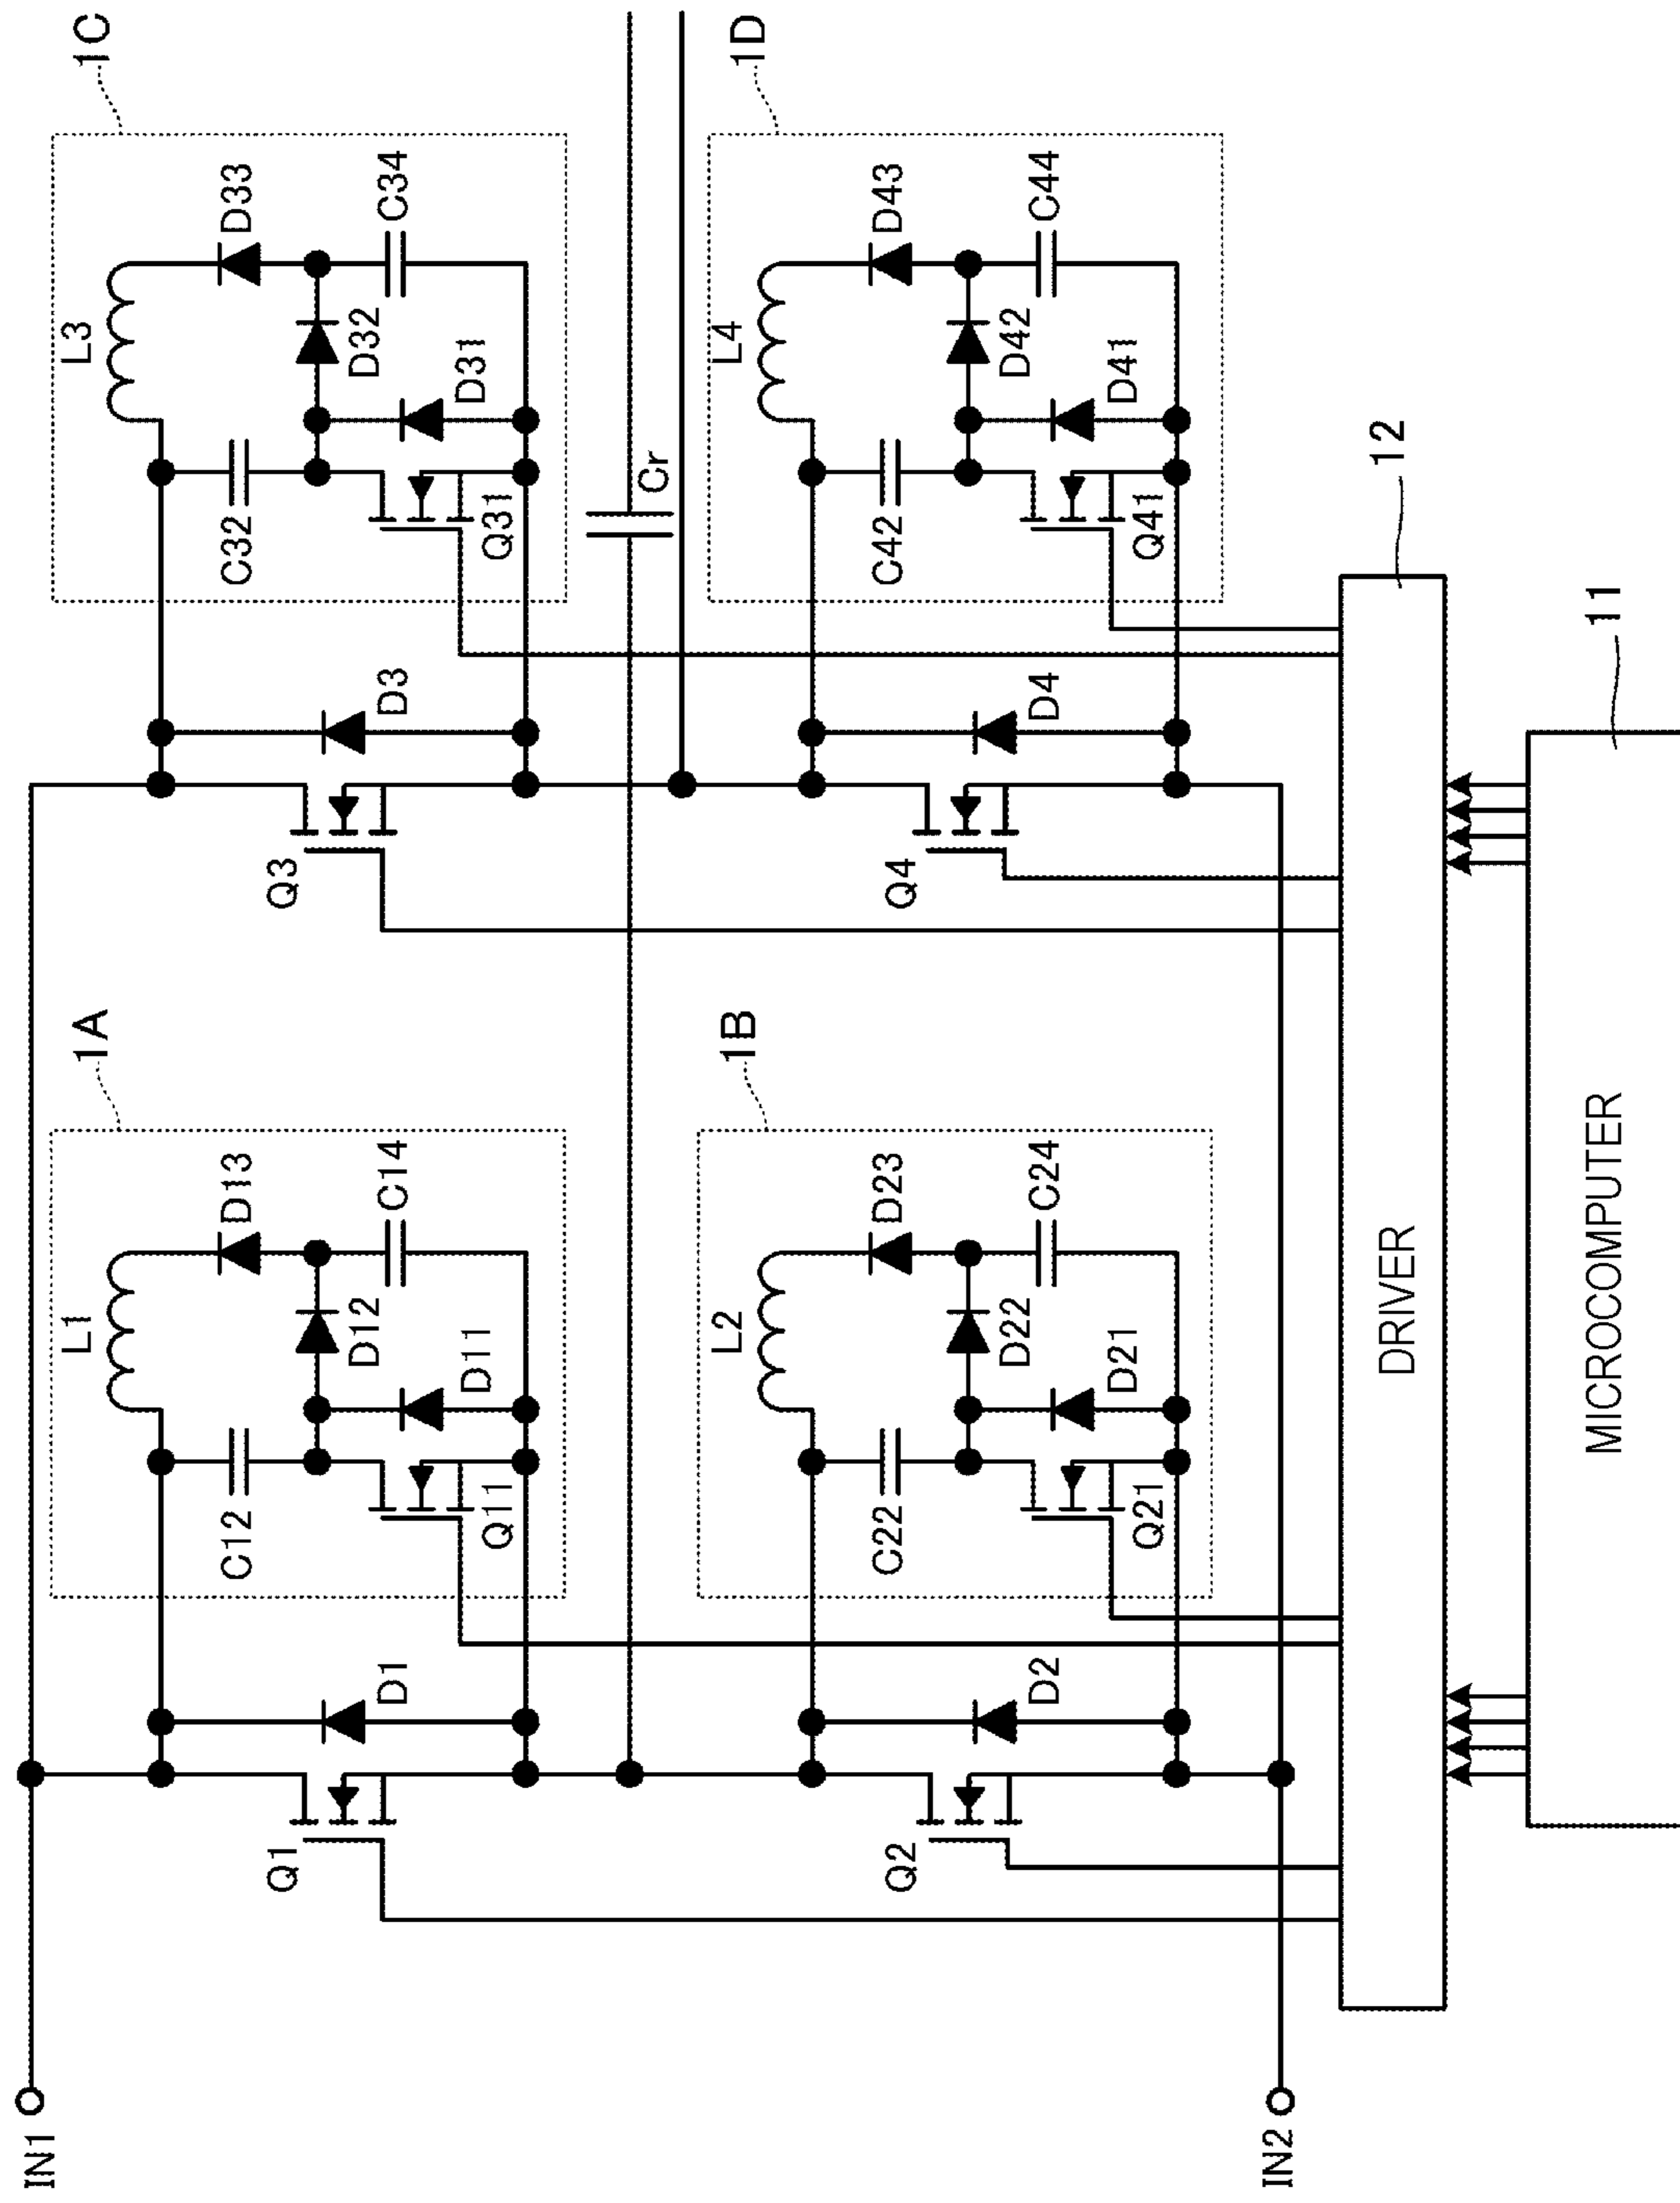 1A
1C
L1
L3
D13
D33
C12
C32
D12
D32
C14
C34
D1
D11
D3
D31
Q1
Q11
Q3
Q31
IN1
Cr
1B
1D
L2
L4
D23
D43
C22
C42
D22
D42
C24
C44
D2
D21
D4
D41
Q2
Q21
Q4
Q41
IN2
DRIVER
12
MICROCOMPUTER
11